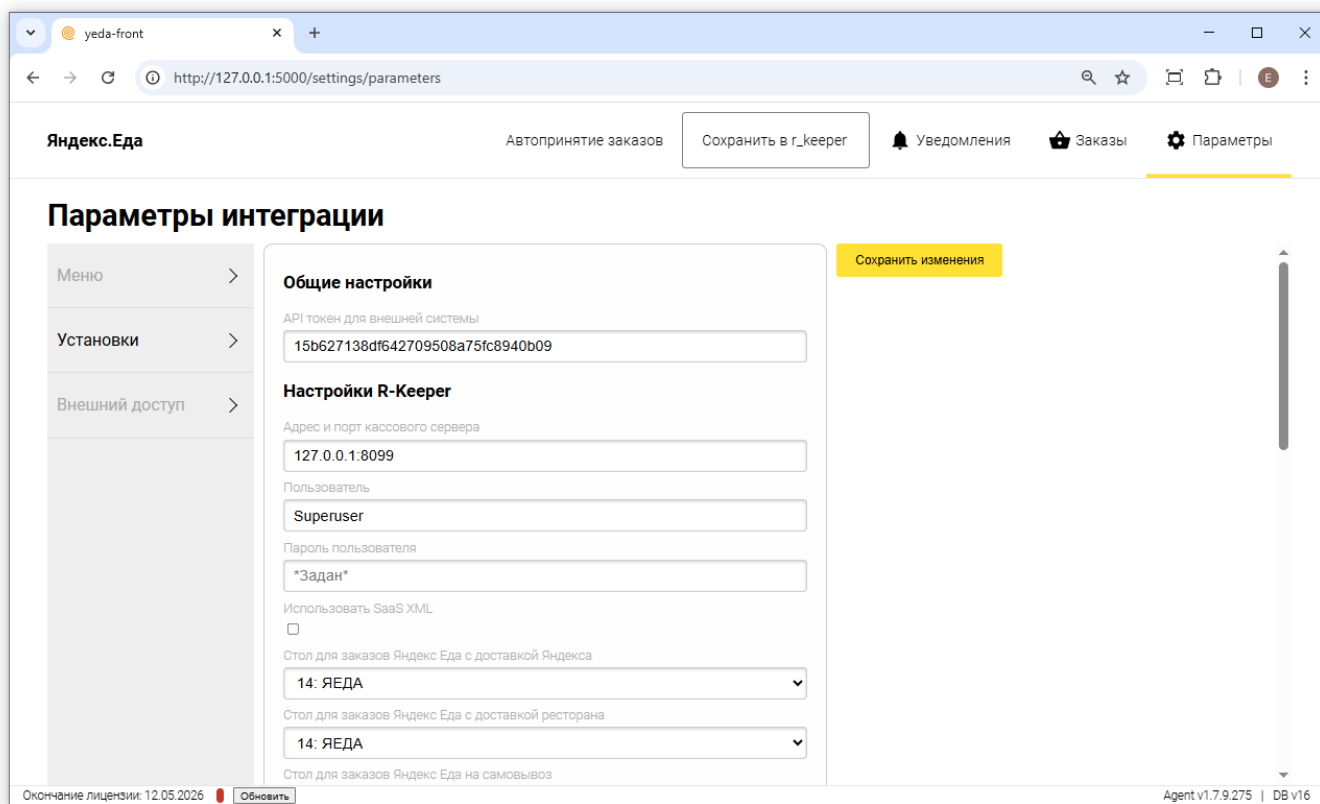 yeda-front
http://127.0.0.1:5000/settings/parameters
E
Яндекс.Еда
Автопринятие заказов
Сохранить в r_keeper
Уведомления
Заказы
Параметры
Параметры интеграции
Меню
Установки
Внешний доступ
Общие настройки
API токен для внешней системы
15b627138df642709508a75fc8940b09
Настройки R-Keeper
Адрес и порт кассового сервера
127.0.0.1:8099
Пользователь
Superuser
Пароль пользователя
*Задан*
Использовать SaaS XML
Стол для заказов Яндекс Еда с доставкой Яндекса
14: ЯЕДА
Стол для заказов Яндекс Еда с доставкой ресторана
14: ЯЕДА
Стол для заказов Яндекс Еда на самовывоз
Сохранить изменения
Окончание лицензии: 12.05.2026
Обновить
Agent v1.7.9.275 | DB v16